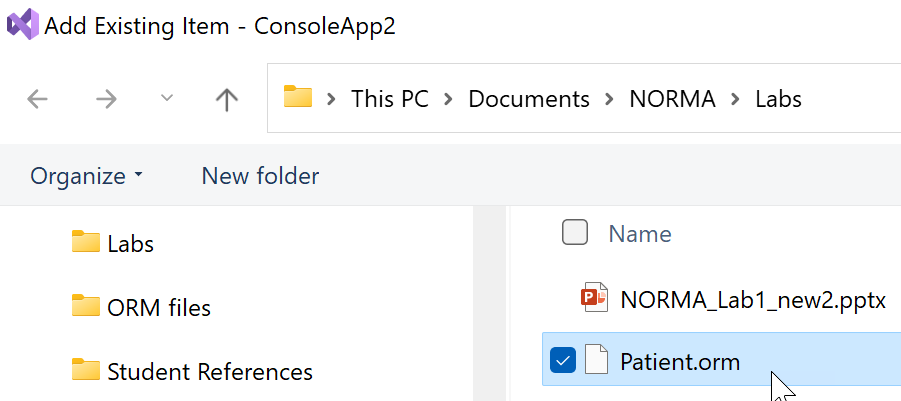 Add Existing Item - ConsoleApp2
This PC > Documents > NORMA > Labs
Organize New folder
Labs
ORM files
Student References
Name
NORMA_Lab1_new2.pptx
Patient.orm